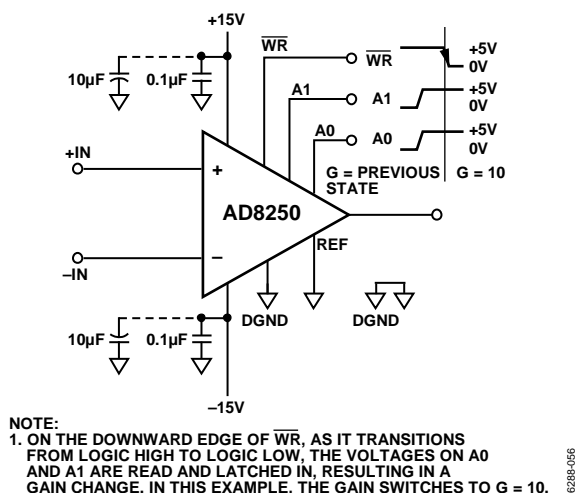 +15V
10µF
0.1µF
WR
WR
+5V
0V
A1
A1
+5V
0V
A0
A0
+5V
0V
+IN
+
G = PREVIOUS
STATE
G = 10
AD8250
REF
–IN
–
DGND
DGND
10µF
0.1µF
–15V
NOTE:
1. ON THE DOWNWARD EDGE OF WR, AS IT TRANSITIONS
FROM LOGIC HIGH TO LOGIC LOW, THE VOLTAGES ON A0
AND A1 ARE READ AND LATCHED IN, RESULTING IN A
GAIN CHANGE. IN THIS EXAMPLE, THE GAIN SWITCHES TO G = 10.
6288-056